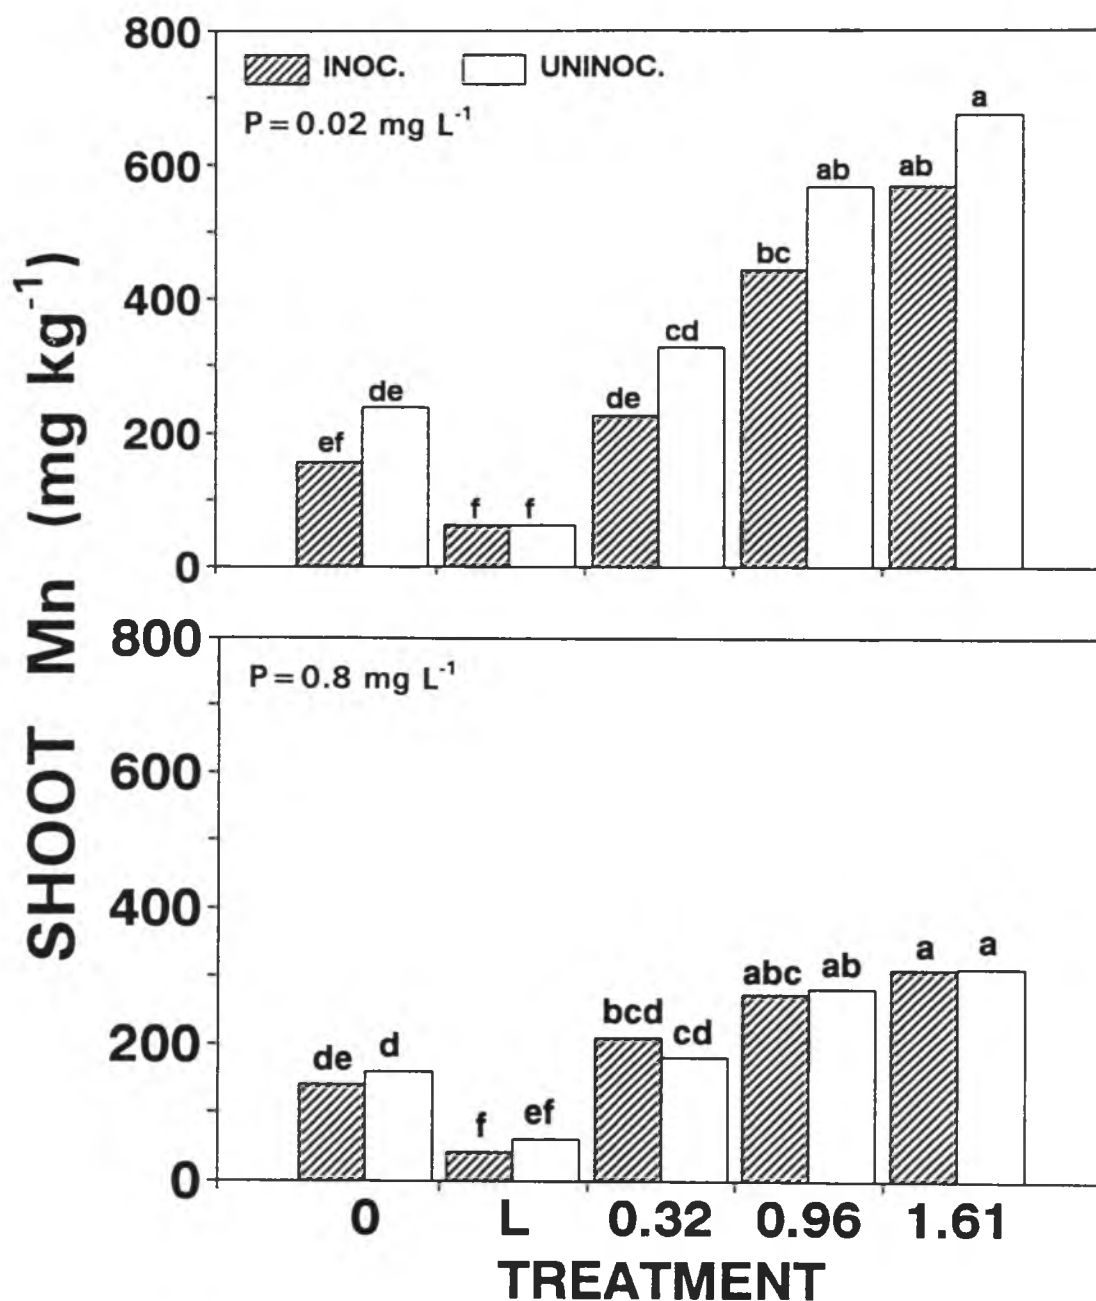 SHOOT Mn (mg kg⁻¹)
800
INOC. UNINOC.
P=0.02 mg L⁻¹
a
600
ab
ab
bc
400
cd
de
de
200
ef
f f
0
800
P=0.8 mg L⁻¹
600
400
abc ab a a
bcd cd
200
de d
f ef
0
0 L 0.32 0.96 1.61
TREATMENT